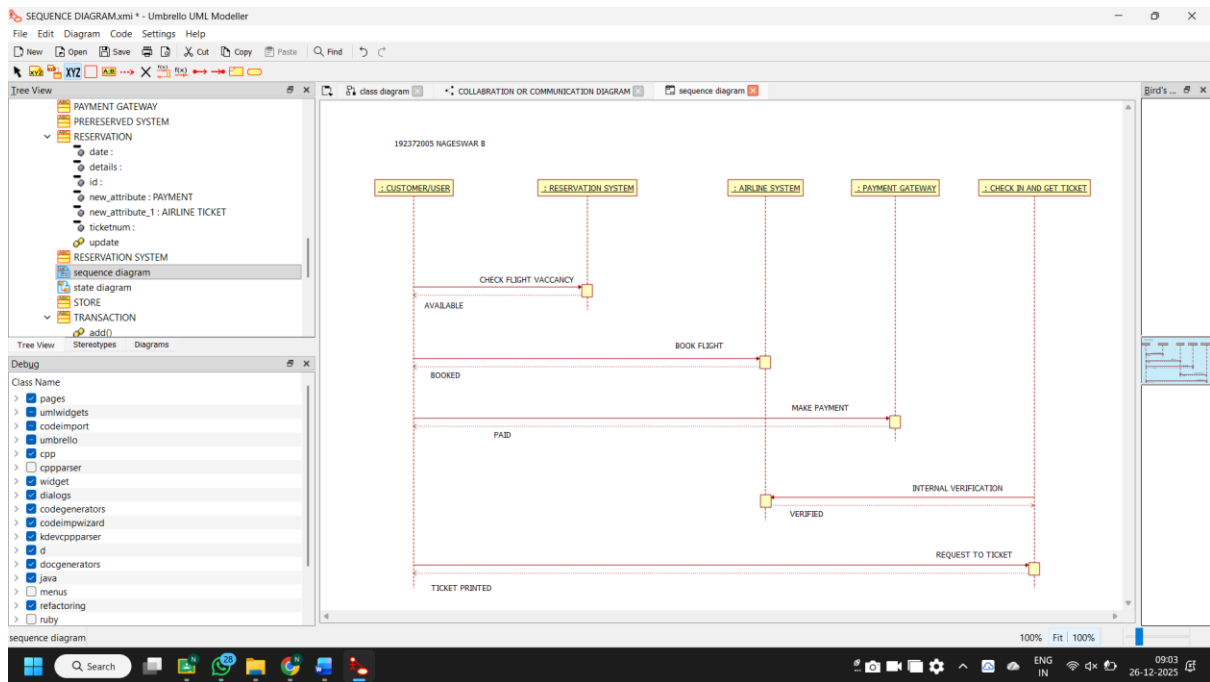 SEQUENCE DIAGRAM.xmi * - Umbrello UML Modeller
File Edit Diagram Code Settings Help
New Open Save Cut Copy Paste Find
XYZ XYZ A:B f(x) f(x)
Tree View
class diagram COLLABRATION OR COMMUNICATION DIAGRAM sequence diagram
Bird's ...
PAYMENT GATEWAY
PRERESERVED SYSTEM
RESERVATION
date :
details :
id :
new_attribute : PAYMENT
new_attribute_1 : AIRLINE TICKET
ticketnum :
update
RESERVATION SYSTEM
sequence diagram
state diagram
STORE
TRANSACTION
add()
Tree View Stereotypes Diagrams
Debug
Class Name
pages
umlwidgets
codeimport
umbrello
cpp
cppparser
widget
dialogs
codegenerators
codeimpwizard
kdevcppparser
d
docgenerators
java
menus
refactoring
ruby
192372005 NAGESWAR B
: CUSTOMER/USER : RESERVATION SYSTEM : AIRLINE SYSTEM : PAYMENT GATEWAY : CHECK IN AND GET TICKET
CHECK FLIGHT VACCANCY
AVAILABLE
BOOK FLIGHT
BOOKED
MAKE PAYMENT
PAID
INTERNAL VERIFICATION
VERIFIED
REQUEST TO TICKET
TICKET PRINTED
sequence diagram
100% Fit 100%
Search
28
ENG
IN
09:03
26-12-2025